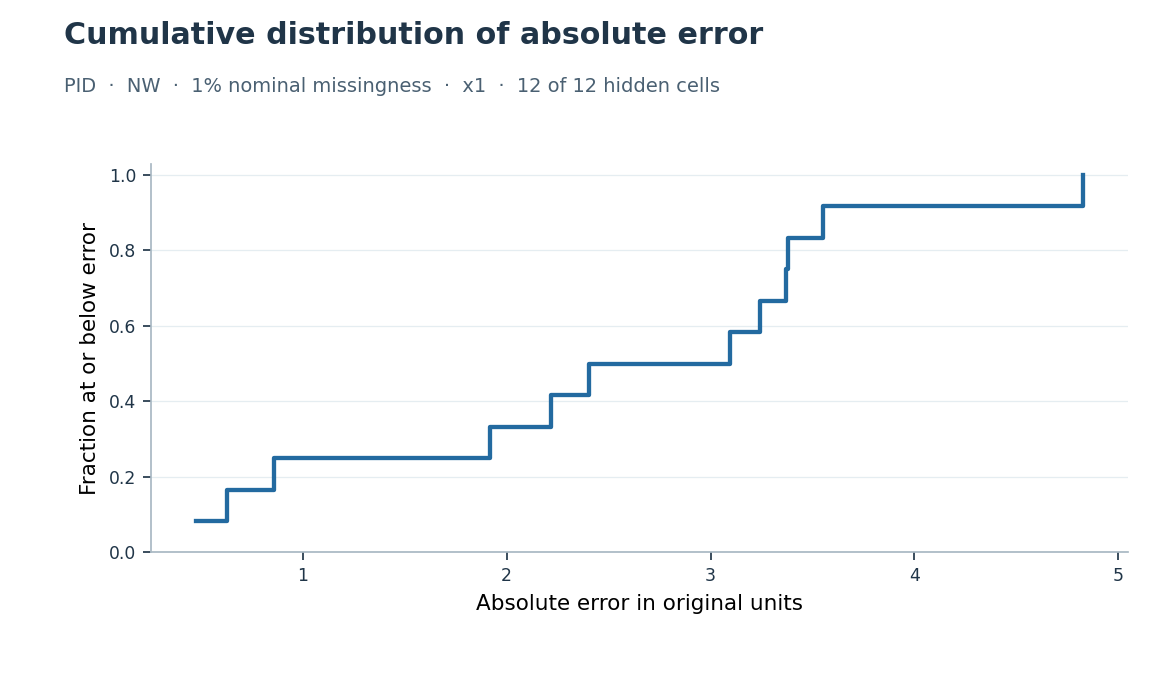 Cumulative distribution of absolute error
PID · NW · 1% nominal missingness · x1 · 12 of 12 hidden cells
Fraction at or below error
1.0
0.8
0.6
0.4
0.2
0.0
1 2 3 4 5
Absolute error in original units